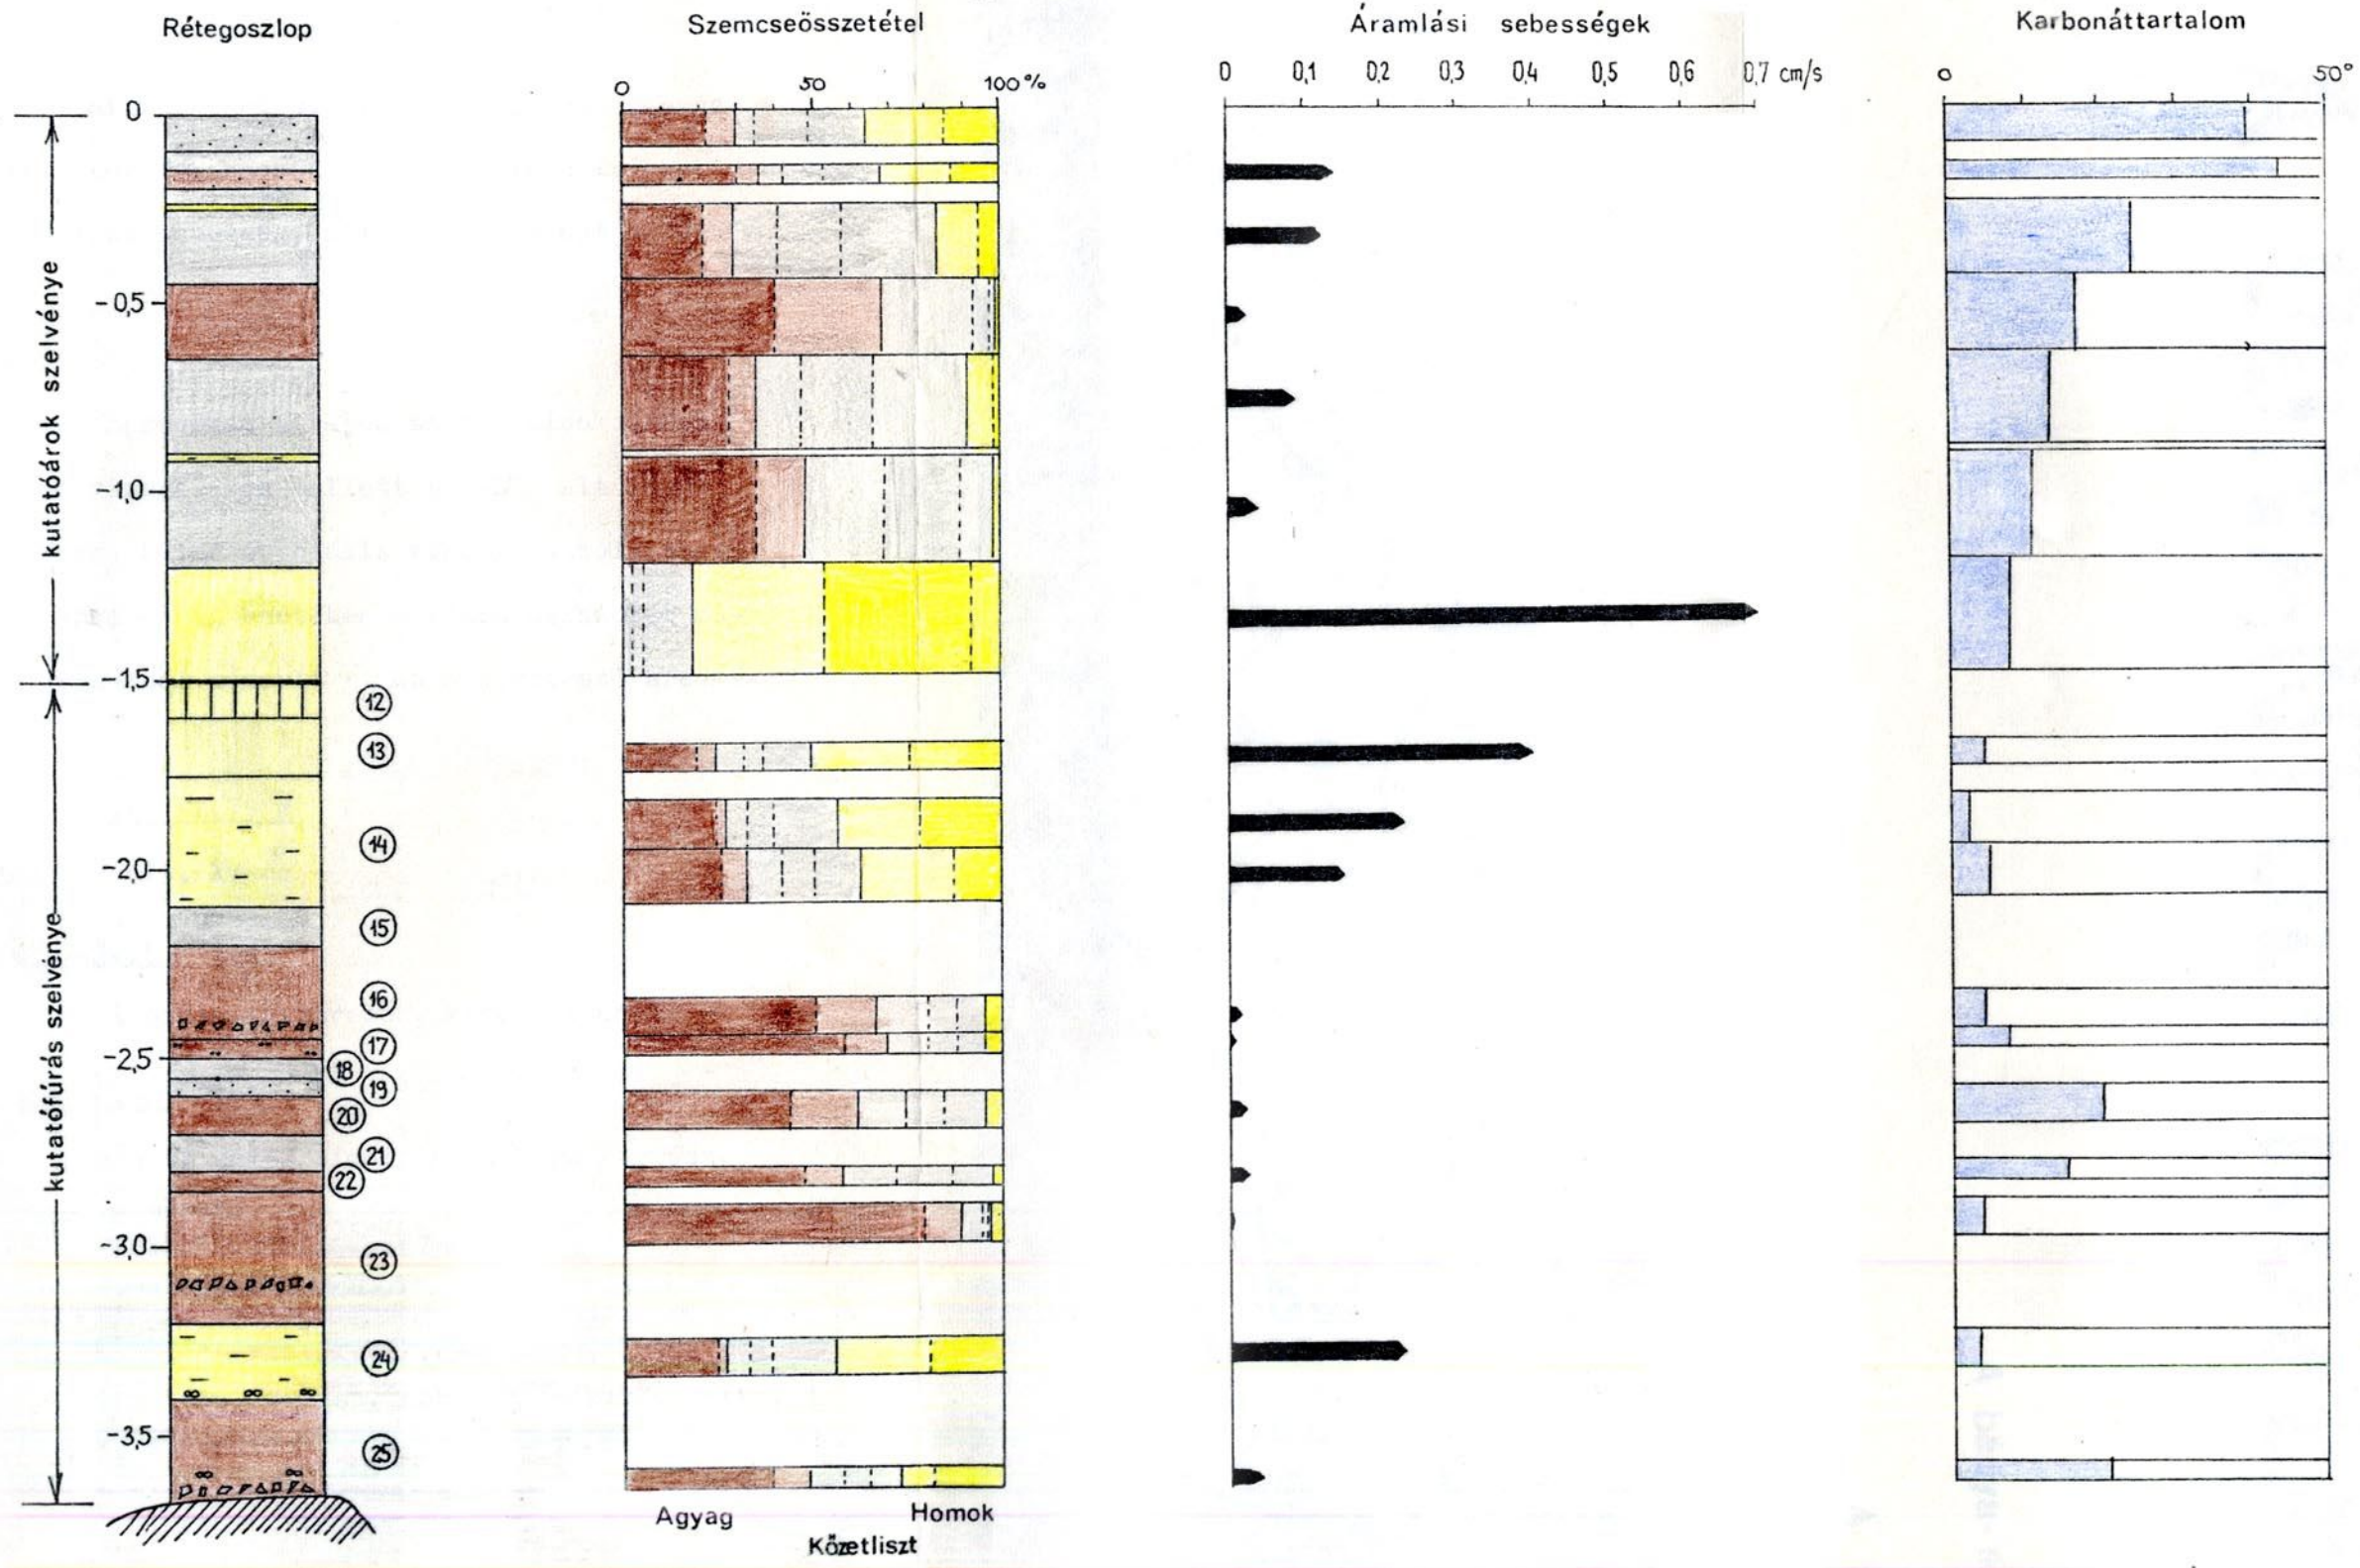 Rétegoszlop
Szemcseösszetétel
Áramlási sebességek
Karbonáttartalom
0 50 100 %
0 0,1 0,2 0,3 0,4 0,5 0,6 0,7 cm/s
0 50°
kutatóárok szelvénye
kutatófúrás szelvénye
0
-0,5
-1,0
-1,5
-2,0
-2,5
-3,0
-3,5
12
13
14
15
16
17
18
19
20
21
22
23
24
25
Agyag
Homok
Kőzetliszt